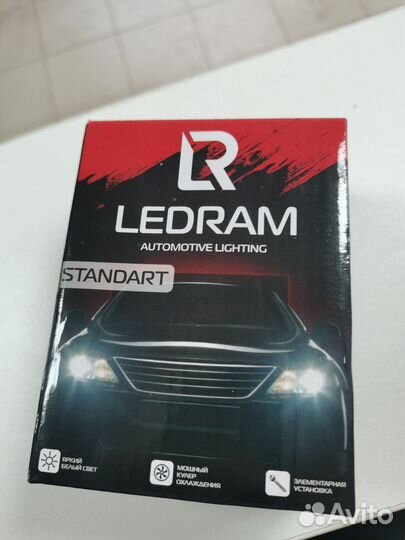 LR
LEDRAM
AUTOMOTIVE LIGHTING
STANDART
ЯРКИЙ
БЕЛЫЙ СВЕТ
МОЩНЫЙ
КУЛЕР
ОХЛАЖДЕНИЯ
ЭЛЕМЕНТАРНАЯ
УСТАНОВКА
Avito